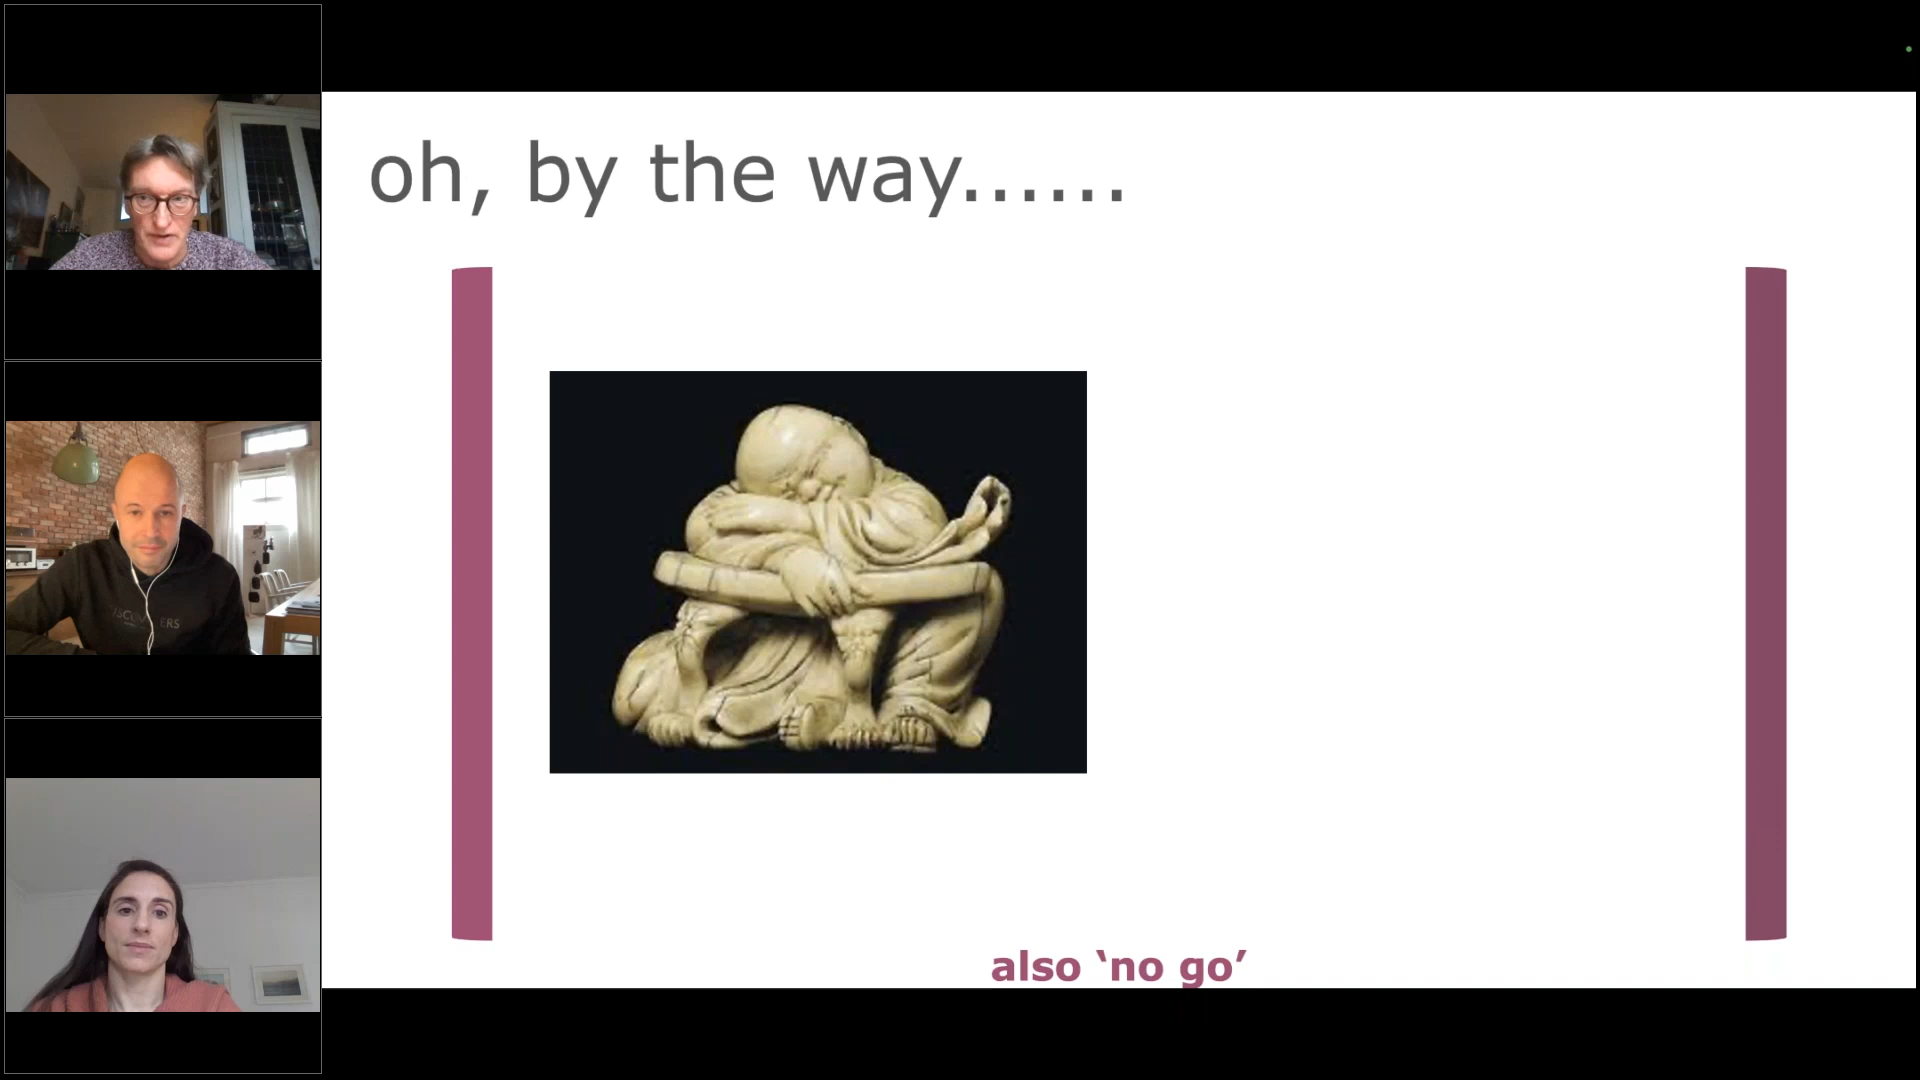 oh, by the way......
also ‘no go’